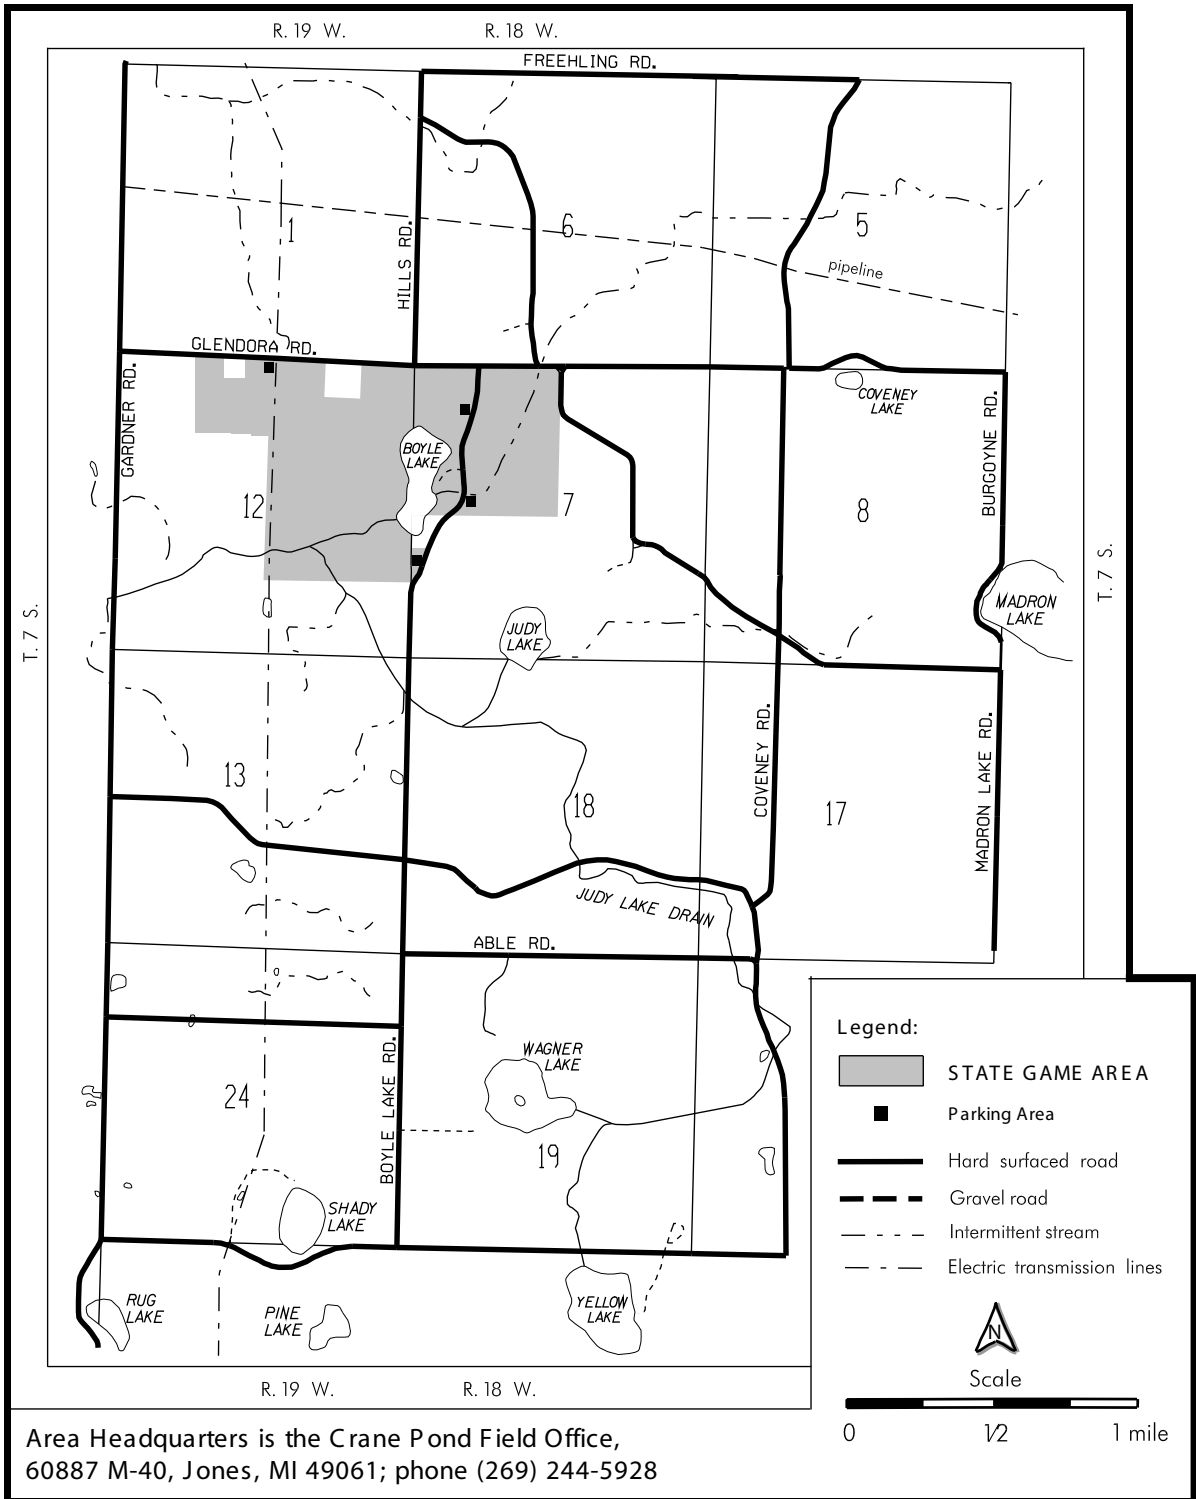 R. 19 W.
R. 18 W.
FREEHLING RD.
1
6
5
HILLS RD.
pipeline
GLENDORA RD.
GARDNER RD.
COVENEY
LAKE
BURGOYNE RD.
BOYLE
LAKE
12
7
8
T. 7 S.
T. 7 S.
MADRON
LAKE
JUDY
LAKE
13
18
COVENEY RD.
17
MADRON LAKE RD.
JUDY LAKE DRAIN
ABLE RD.
WAGNER
LAKE
24
BOYLE LAKE RD.
19
SHADY
LAKE
RUG
LAKE
PINE
LAKE
YELLOW
LAKE
R. 19 W.
R. 18 W.
Legend:
STATE GAME AREA
Parking Area
Hard surfaced road
Gravel road
Intermittent stream
Electric transmission lines
N
Scale
0
1/2
1 mile
Area Headquarters is the Crane Pond Field Office,
60887 M-40, Jones, MI 49061; phone (269) 244-5928